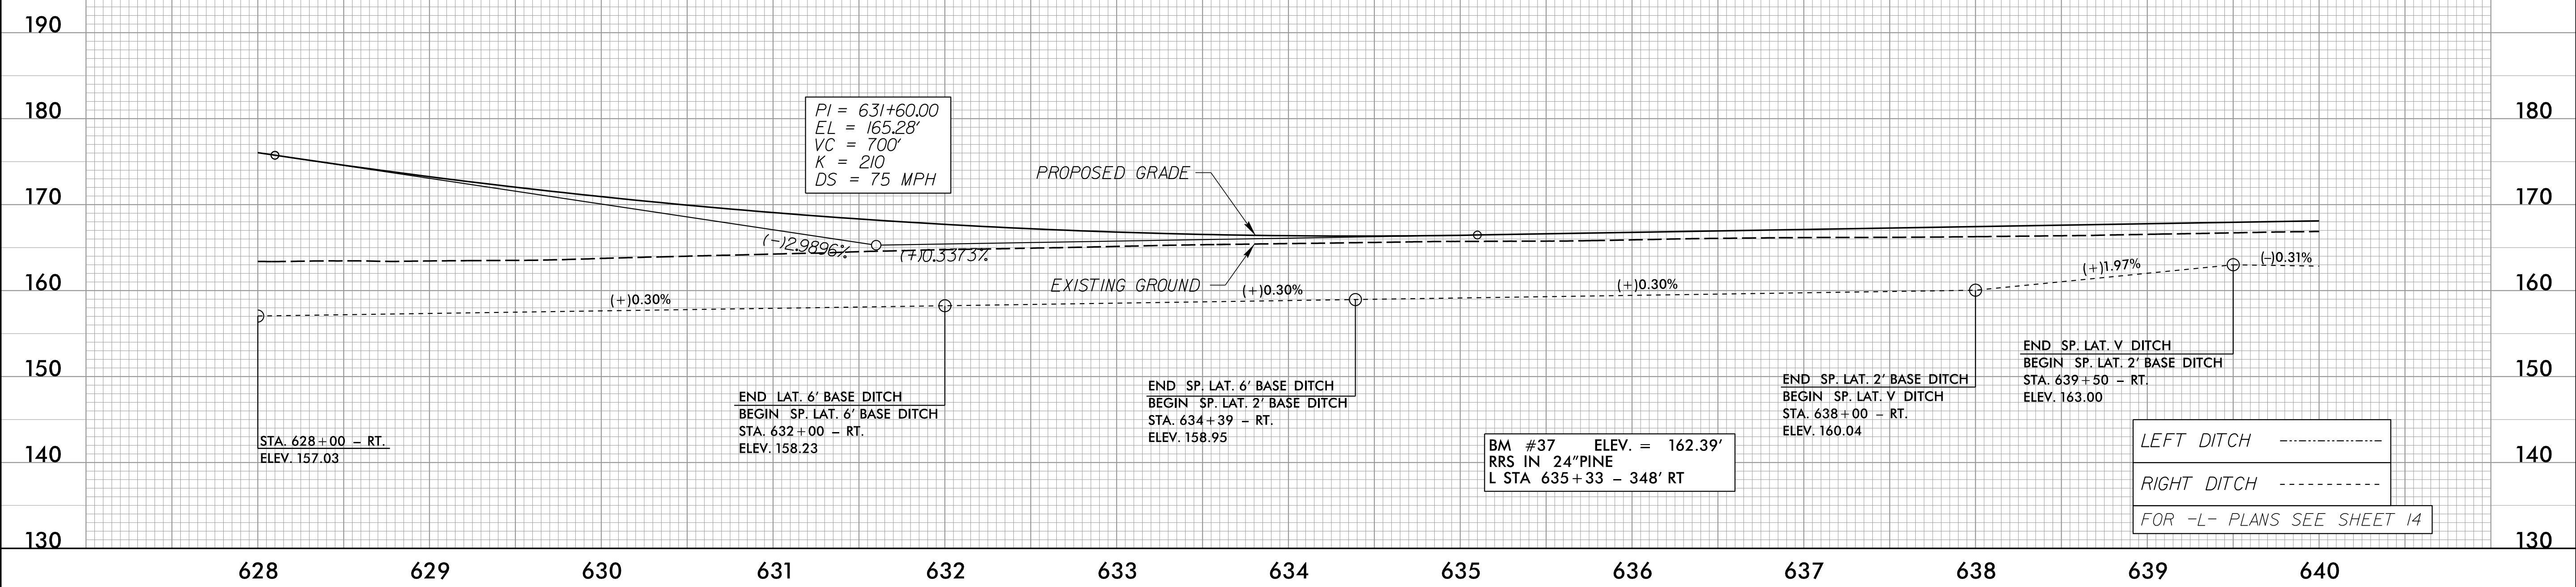 190
180
170
160
150
140
130
180
170
160
150
140
130
PI = 631+60.00
EL = 165.28'
VC = 700'
K = 210
DS = 75 MPH
PROPOSED GRADE
(-)2.9896%
(+)0.3373%
EXISTING GROUND
(+)0.30%
(+)0.30%
(+)0.30%
(+)1.97%
(-)0.31%
STA. 628+00 - RT.
ELEV. 157.03
END LAT. 6' BASE DITCH
BEGIN SP. LAT. 6' BASE DITCH
STA. 632+00 - RT.
ELEV. 158.23
END SP. LAT. 6' BASE DITCH
BEGIN SP. LAT. 2' BASE DITCH
STA. 634+39 - RT.
ELEV. 158.95
BM #37 ELEV. = 162.39'
RRS IN 24"PINE
L STA 635+33 - 348' RT
END SP. LAT. 2' BASE DITCH
BEGIN SP. LAT. V DITCH
STA. 638+00 - RT.
ELEV. 160.04
END SP. LAT. V DITCH
BEGIN SP. LAT. 2' BASE DITCH
STA. 639+50 - RT.
ELEV. 163.00
LEFT DITCH
RIGHT DITCH
FOR -L- PLANS SEE SHEET 14
628 629 630 631 632 633 634 635 636 637 638 639 640